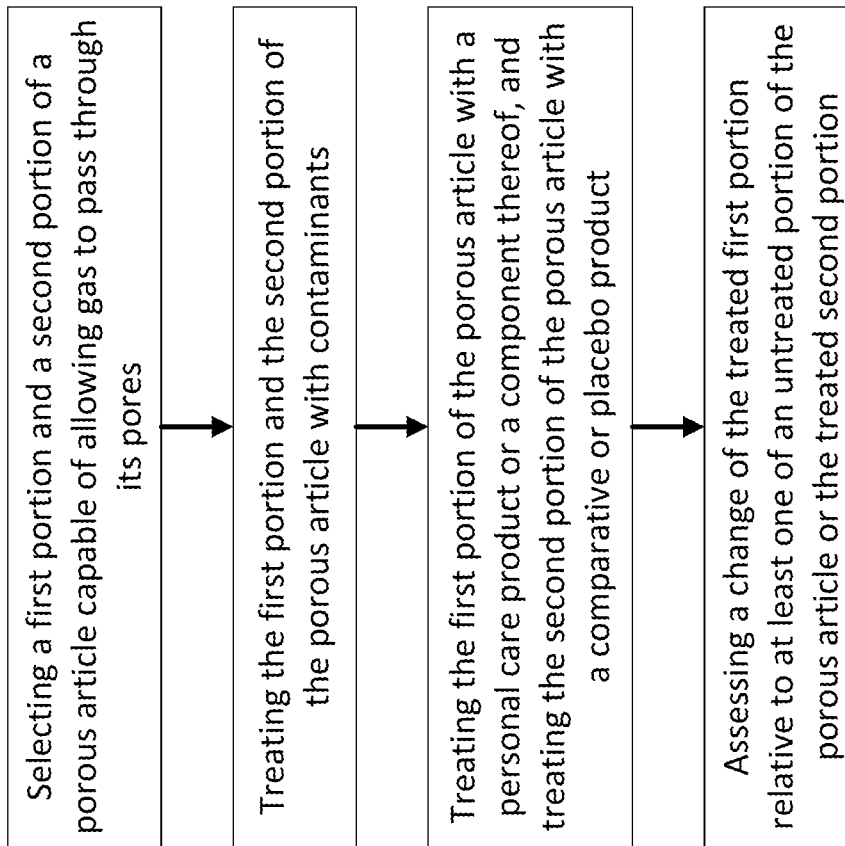 Selecting a first portion and a second portion of a
porous article capable of allowing gas to pass through
its pores
Treating the first portion and the second portion of
the porous article with contaminants
Treating the first portion of the porous article with a
personal care product or a component thereof, and
treating the second portion of the porous article with
a comparative or placebo product
Assessing a change of the treated first portion
relative to at least one of an untreated portion of the
porous article or the treated second portion